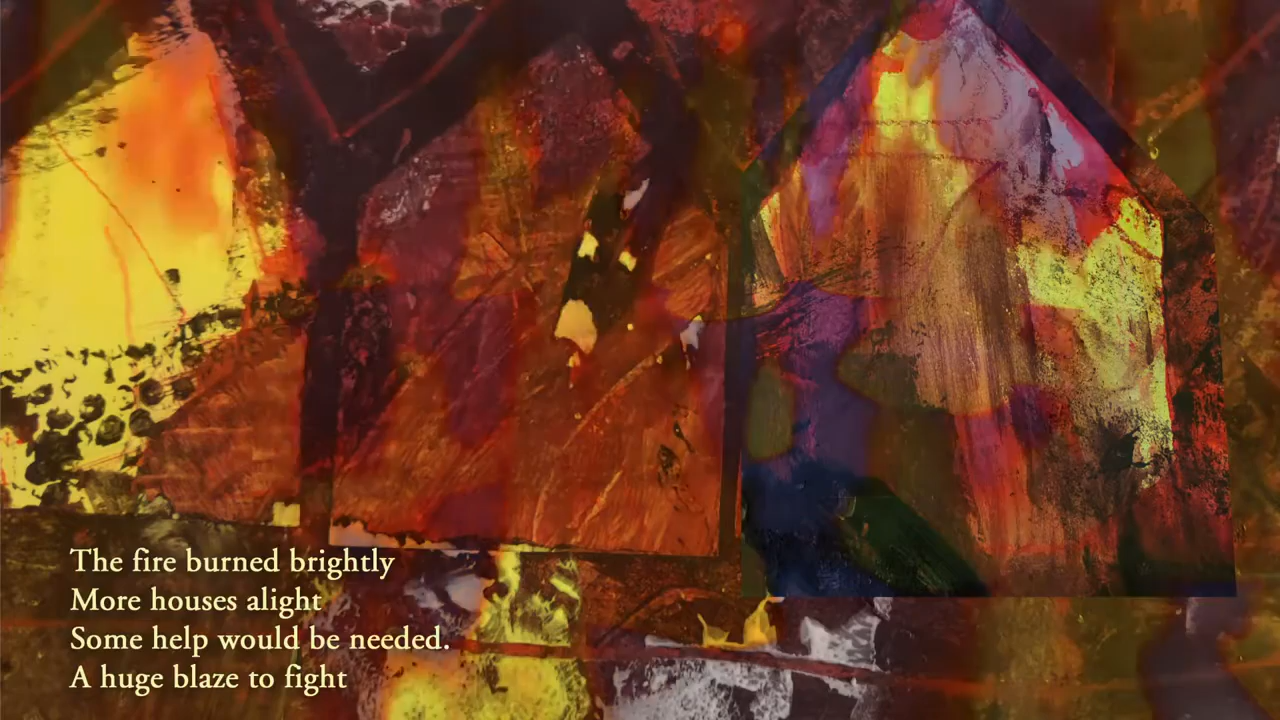 The fire burned brightly
More houses alight
Some help would be needed.
A huge blaze to fight